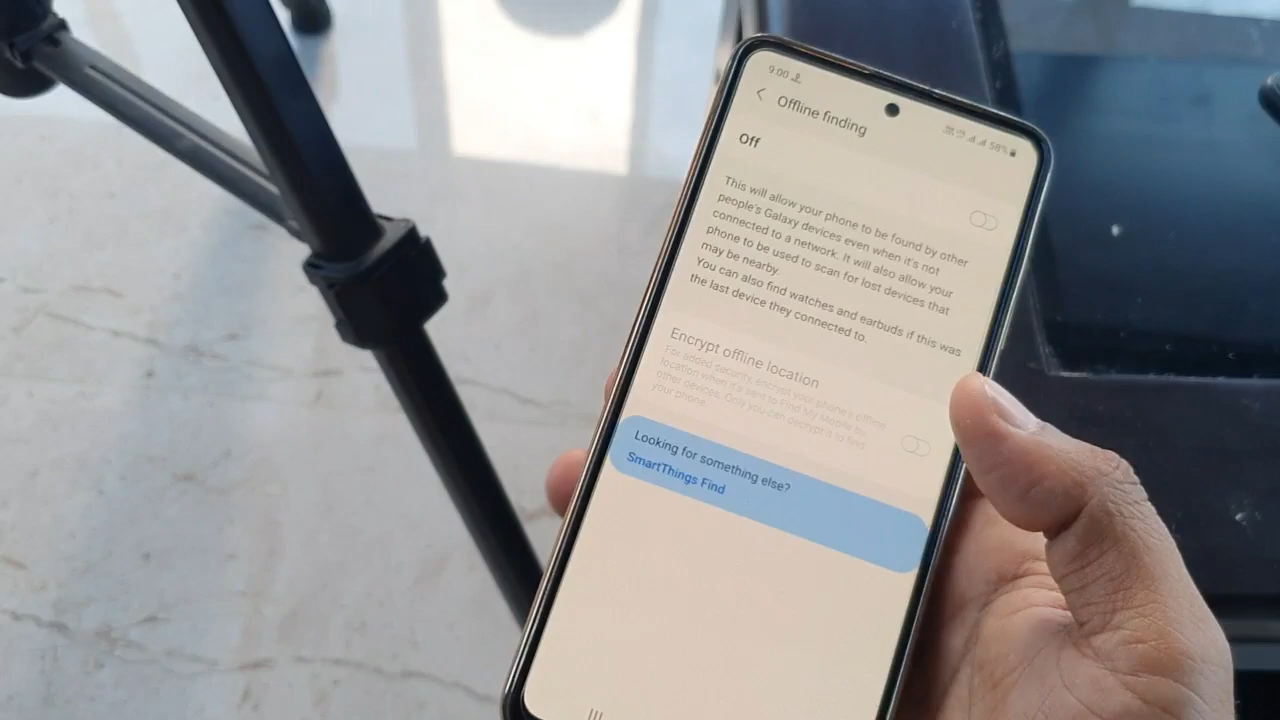 9:00
58%
Offline finding
Off
This will allow your phone to be found by other
people's Galaxy devices even when it's not
connected to a network. It will also allow your
phone to be used to scan for lost devices that
may be nearby.
You can also find watches and earbuds if this was
the last device they connected to.
Encrypt offline location
For added security, encrypt your phone's offline
location when it's sent to Find My Mobile by
other devices. Only you can decrypt it to find
your phone.
Looking for something else?
SmartThings Find